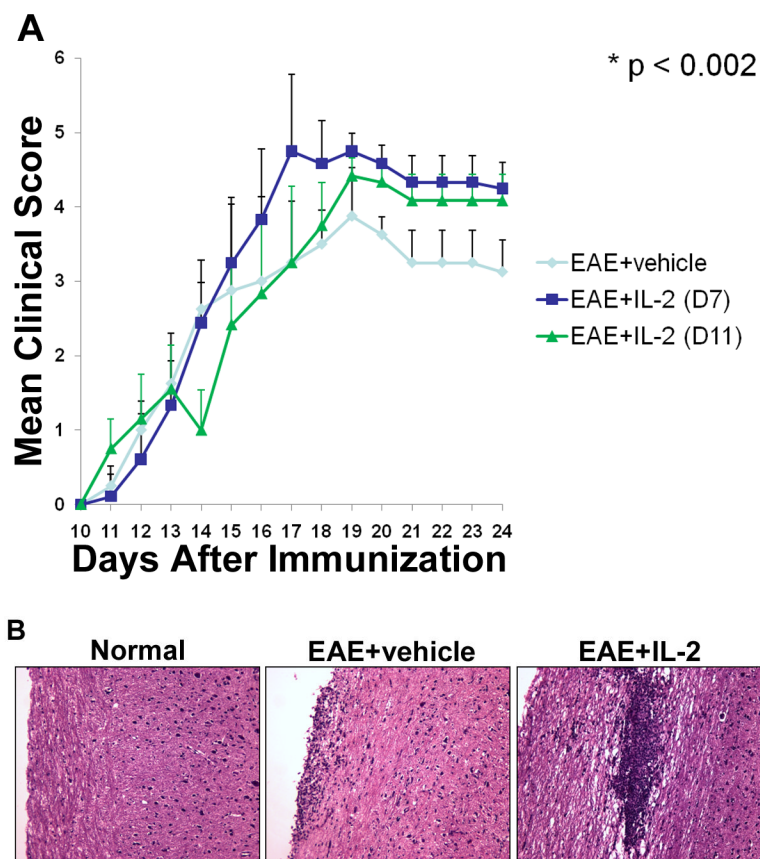 A
* p < 0.002
6
5
4
3
2
1
0
Mean Clinical Score
10 11 12 13 14 15 16 17 18 19 20 21 22 23 24
Days After Immunization
EAE+vehicle
EAE+IL-2 (D7)
EAE+IL-2 (D11)
B
Normal
EAE+vehicle
EAE+IL-2